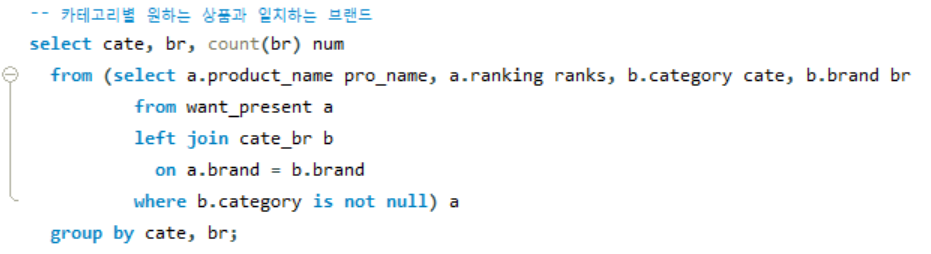 -- 카테고리별 원하는 상품과 일치하는 브랜드
select cate, br, count(br) num
from (select a.product_name pro_name, a.ranking ranks, b.category cate, b.brand br
from want_present a
left join cate_br b
on a.brand = b.brand
where b.category is not null) a
group by cate, br;